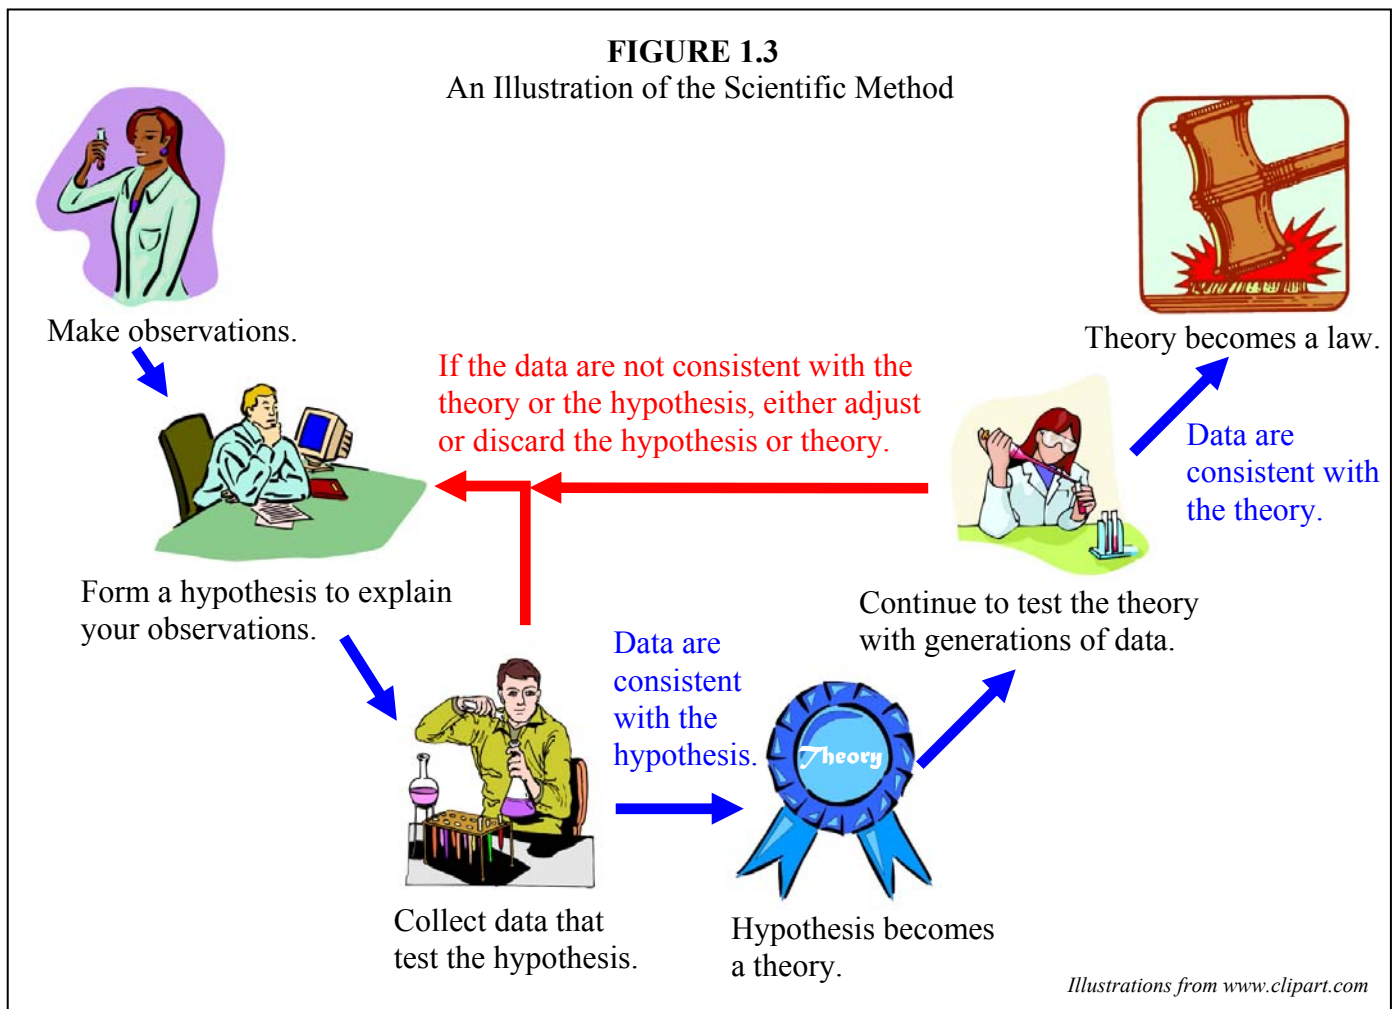 FIGURE 1.3
An Illustration of the Scientific Method
Make observations.
Form a hypothesis to explain
your observations.
Collect data that
test the hypothesis.
If the data are not consistent with the
theory or the hypothesis, either adjust
or discard the hypothesis or theory.
Data are
consistent
with the
hypothesis.
Theory
Hypothesis becomes
a theory.
Continue to test the theory
with generations of data.
Data are
consistent with
the theory.
Theory becomes a law.
Illustrations from www.clipart.com